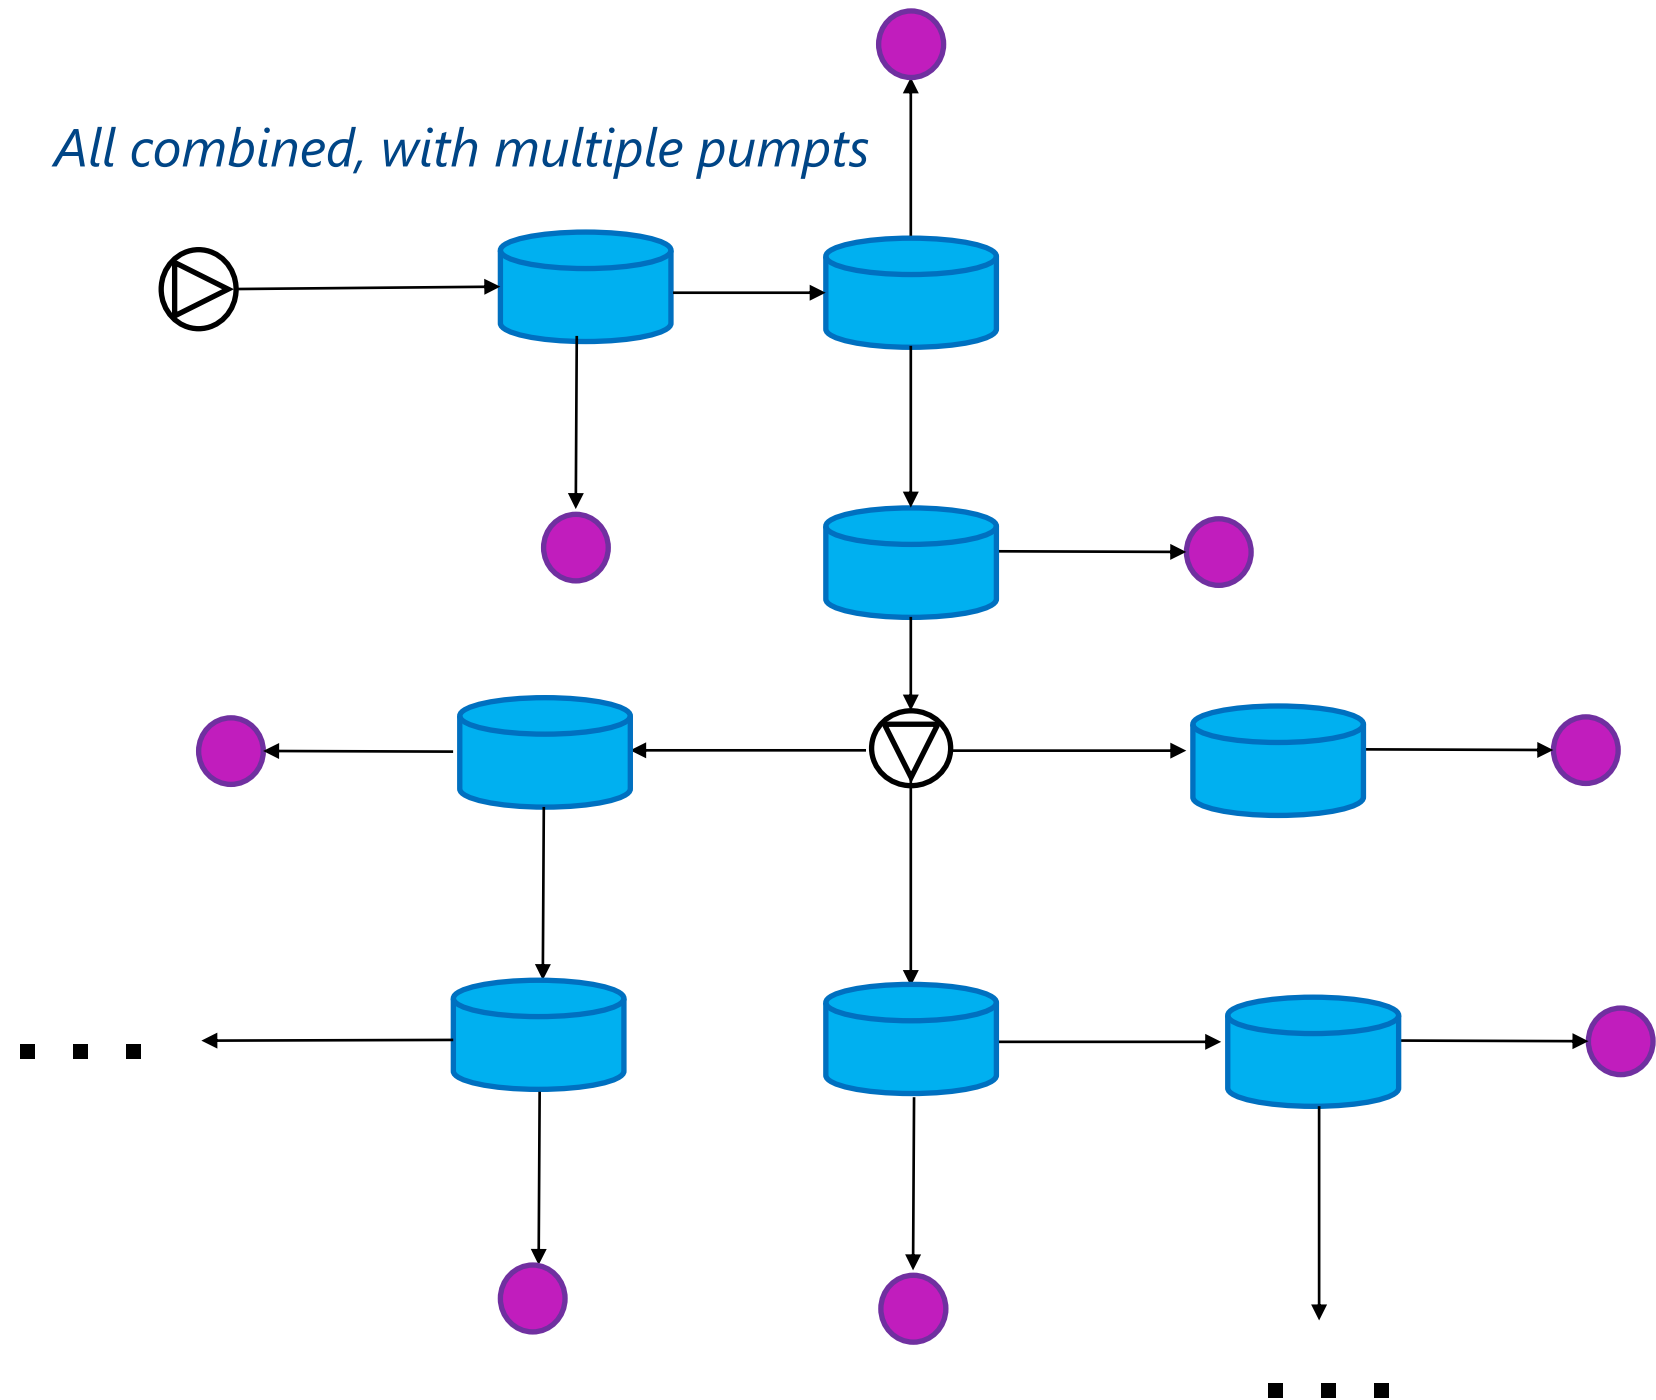 All combined, with multiple pumpts
. . .
. . .